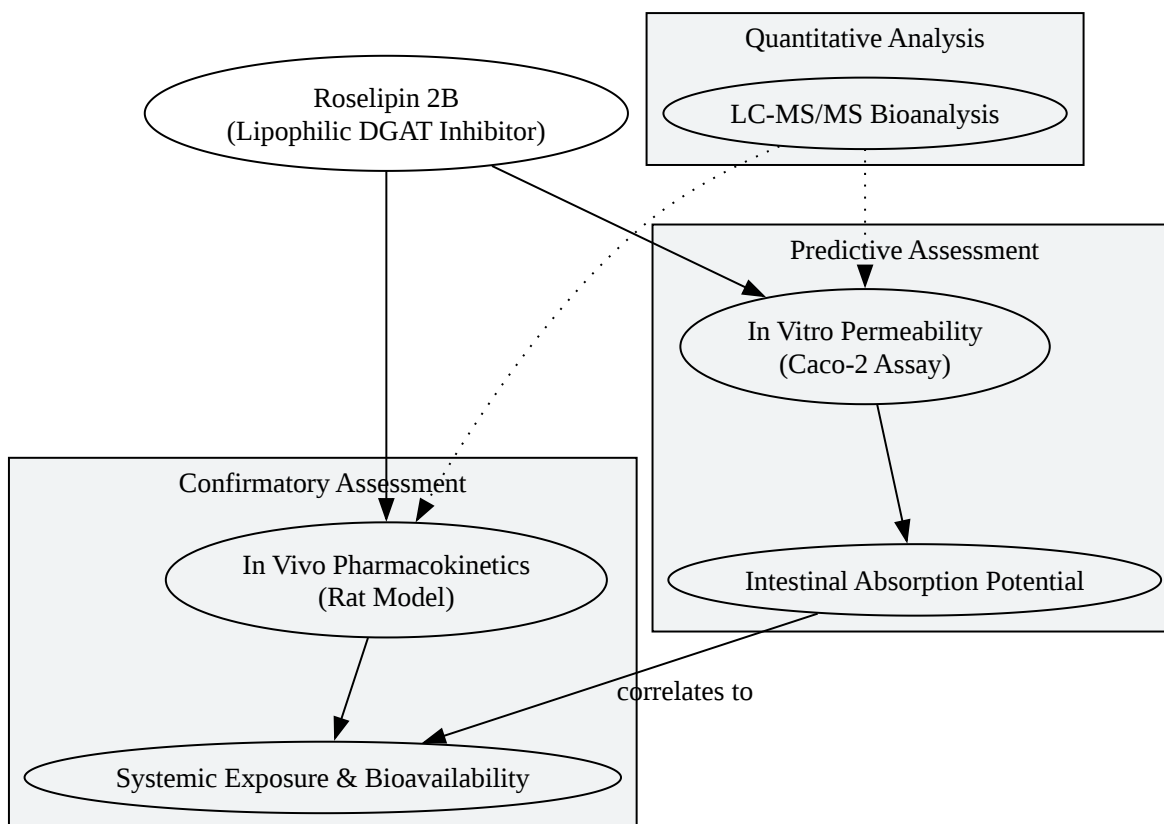 Quantitative Analysis
Roselipin 2B
(Lipophilic DGAT Inhibitor)
LC-MS/MS Bioanalysis
Predictive Assessment
In Vitro Permeability
(Caco-2 Assay)
Confirmatory Assessment
In Vivo Pharmacokinetics
(Rat Model)
Intestinal Absorption Potential
correlates to
Systemic Exposure & Bioavailability